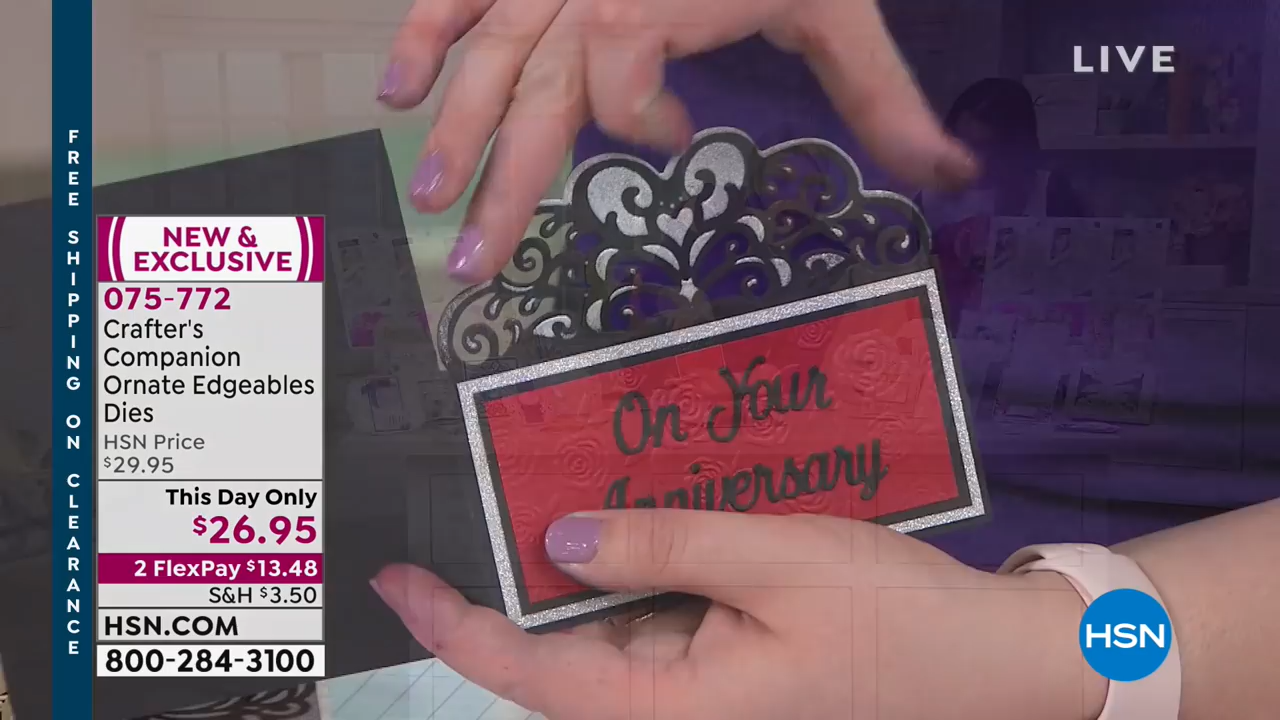 LIVE
FREE SHIPPING ON CLEARANCE
NEW &
EXCLUSIVE
075-772
Crafter's
Companion
Ornate Edgeables
Dies
HSN Price
$29.95
This Day Only
$26.95
2 FlexPay $13.48
S&H $3.50
HSN.COM
800-284-3100
On Your
Anniversary
HSN